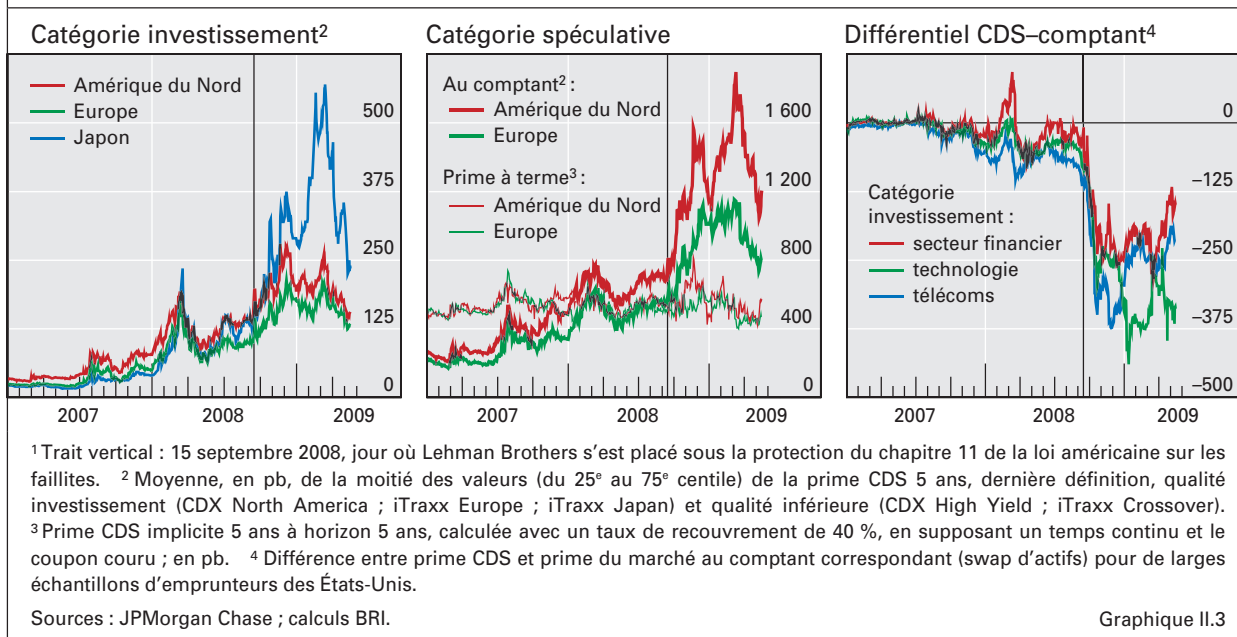 Catégorie investissement²
Amérique du Nord
Europe
Japon
500
375
250
125
0
2007 2008 2009
Catégorie spéculative
Au comptant² :
Amérique du Nord
Europe
Prime à terme³ :
Amérique du Nord
Europe
1 600
1 200
800
400
0
2007 2008 2009
Différentiel CDS–comptant⁴
Catégorie
investissement :
secteur financier
technologie
télécoms
0
–125
–250
–375
–500
2007 2008 2009
¹ Trait vertical : 15 septembre 2008, jour où Lehman Brothers s’est placé sous la protection du chapitre 11 de la loi américaine sur les
faillites. ² Moyenne, en pb, de la moitié des valeurs (du 25ᵉ au 75ᵉ centile) de la prime CDS 5 ans, dernière définition, qualité
investissement (CDX North America ; iTraxx Europe ; iTraxx Japan) et qualité inférieure (CDX High Yield ; iTraxx Crossover).
³ Prime CDS implicite 5 ans à horizon 5 ans, calculée avec un taux de recouvrement de 40 %, en supposant un temps continu et le
coupon couru ; en pb. ⁴ Différence entre prime CDS et prime du marché au comptant correspondant (swap d’actifs) pour de larges
échantillons d’emprunteurs des États-Unis.
Sources : JPMorgan Chase ; calculs BRI.
Graphique II.3